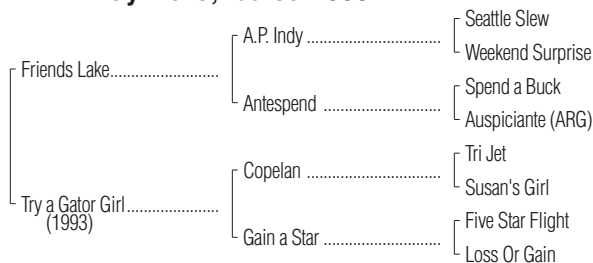 Seattle Slew
A.P. Indy
Weekend Surprise
Friends Lake
Spend a Buck
Antespend
Auspiciante (ARG)
Tri Jet
Copelan
Susan's Girl
Try a Gator Girl
(1993)
Five Star Flight
Gain a Star
Loss Or Gain